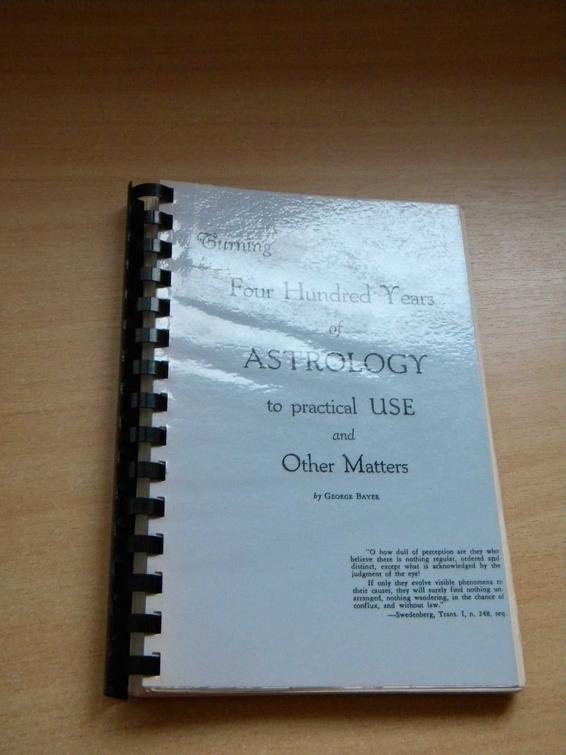 Turning
Four Hundred Years
of
ASTROLOGY
to practical USE
and
Other Matters
by GEORGE BAYER
"O how dull of perception are they who
believe there is nothing regular, ordered and
distinct, except what is acknowledged by the
judgment of the eye!
If only they evolve visible phenomena to
their causes, they will surely find nothing un-
arranged, nothing wandering, in the chance of
conflux, and without law."
—Swedenberg, Trans. I, n. 248, seq.